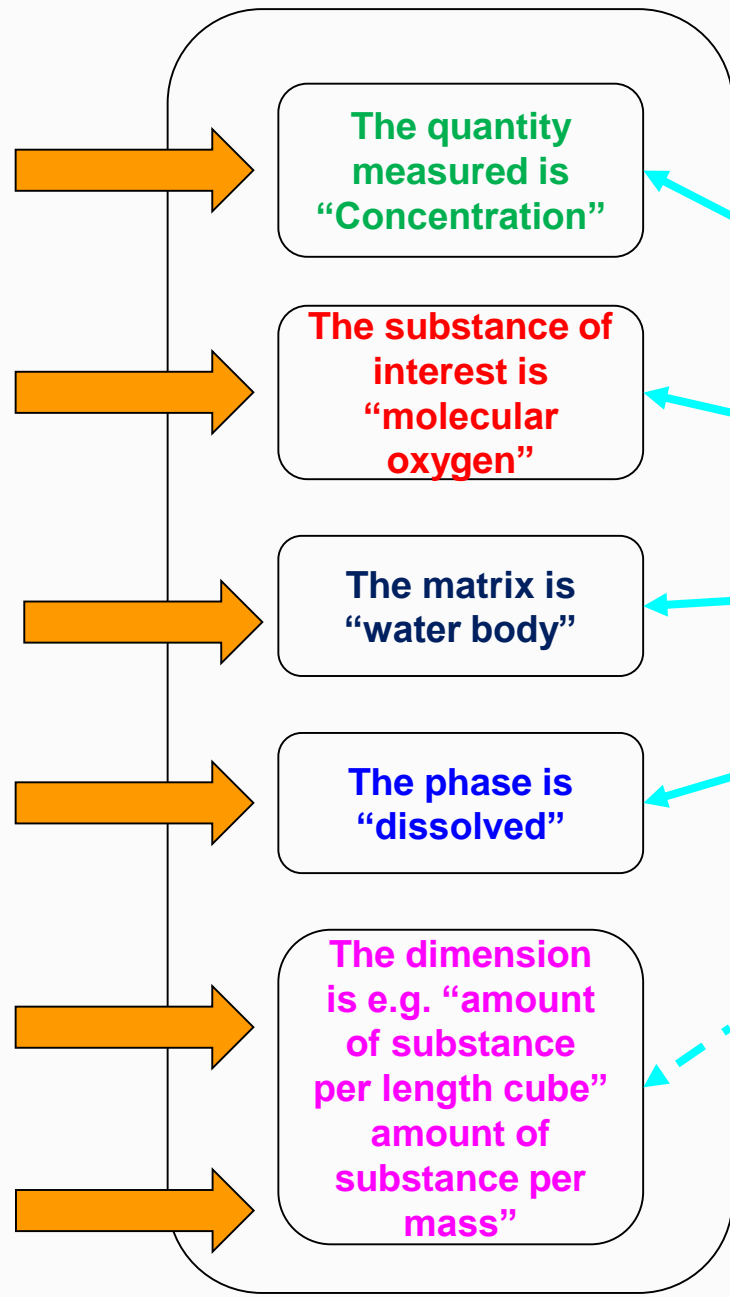 The quantity
measured is
“Concentration”
The substance of
interest is
“molecular
oxygen”
The matrix is
“water body”
The phase is
“dissolved”
The dimension
is e.g. “amount
of substance
per length cube”
amount of
substance per
mass”